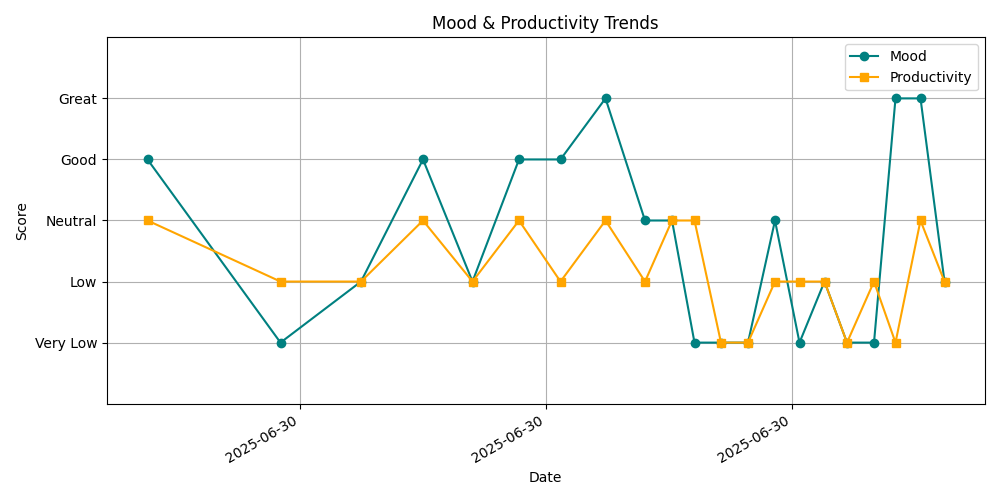 Mood & Productivity Trends
Mood
Productivity
Great
Good
Neutral
Low
Very Low
Score
2025-06-30
2025-06-30
2025-06-30
Date